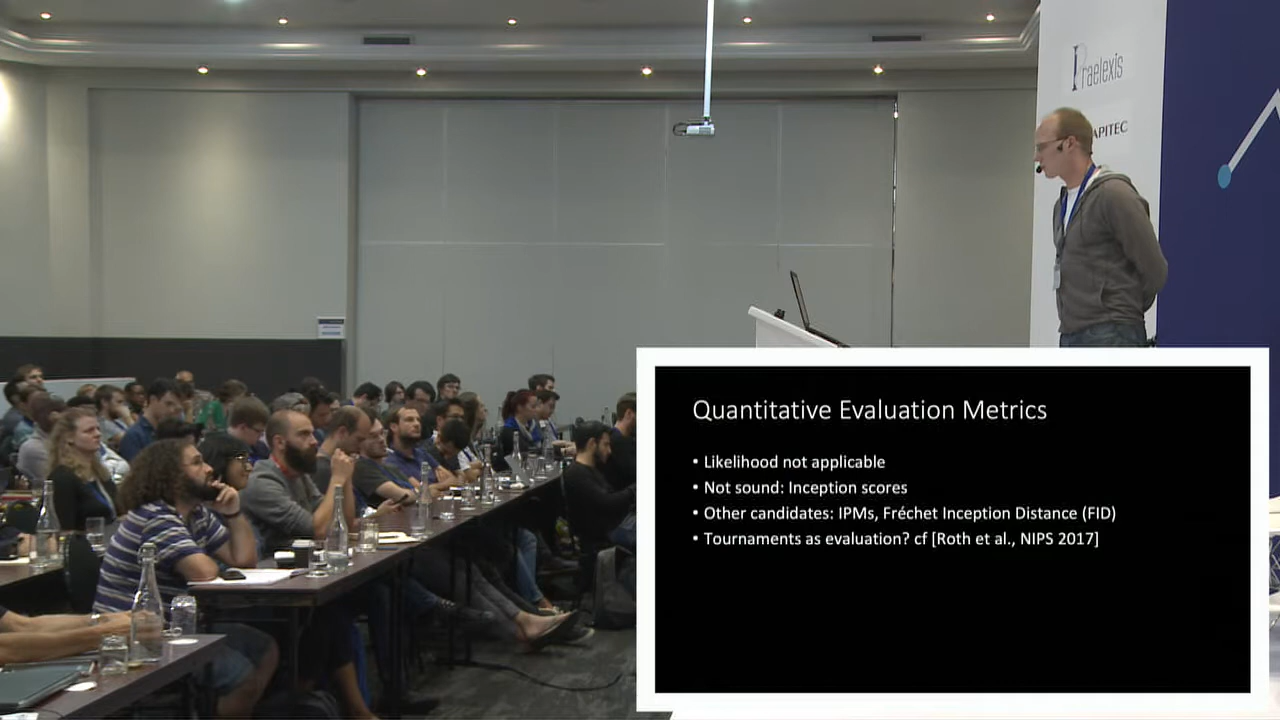 Praelexis
APITEC
Quantitative Evaluation Metrics
• Likelihood not applicable
• Not sound: Inception scores
• Other candidates: IPMs, Fréchet Inception Distance (FID)
• Tournaments as evaluation? cf [Roth et al., NIPS 2017]